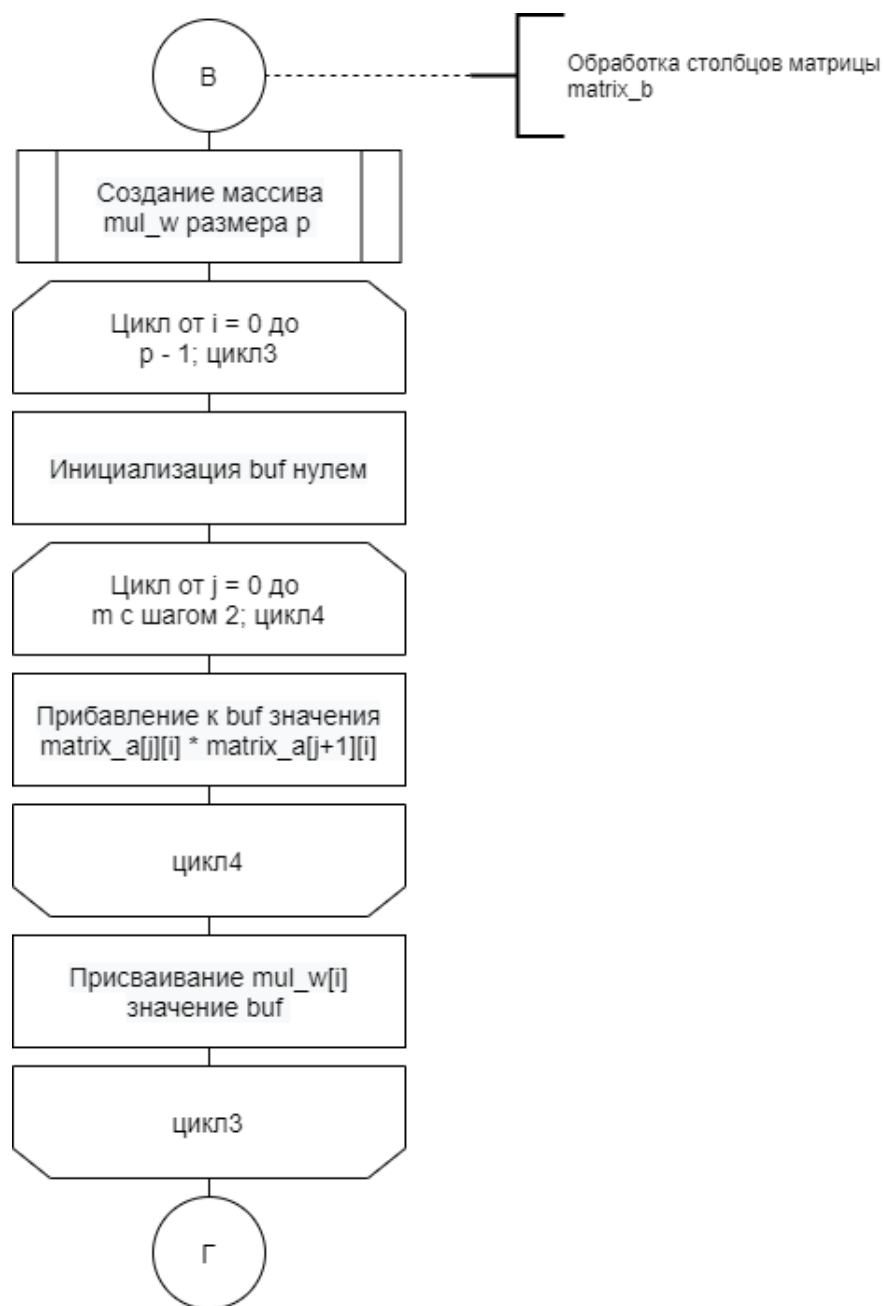 В
Обработка столбцов матрицы
matrix_b
Создание массива
mul_w размера p
Цикл от i = 0 до
p - 1; цикл3
Инициализация buf нулем
Цикл от j = 0 до
m с шагом 2; цикл4
Прибавление к buf значения
matrix_a[j][i] * matrix_a[j+1][i]
цикл4
Присваивание mul_w[i]
значение buf
цикл3
Г